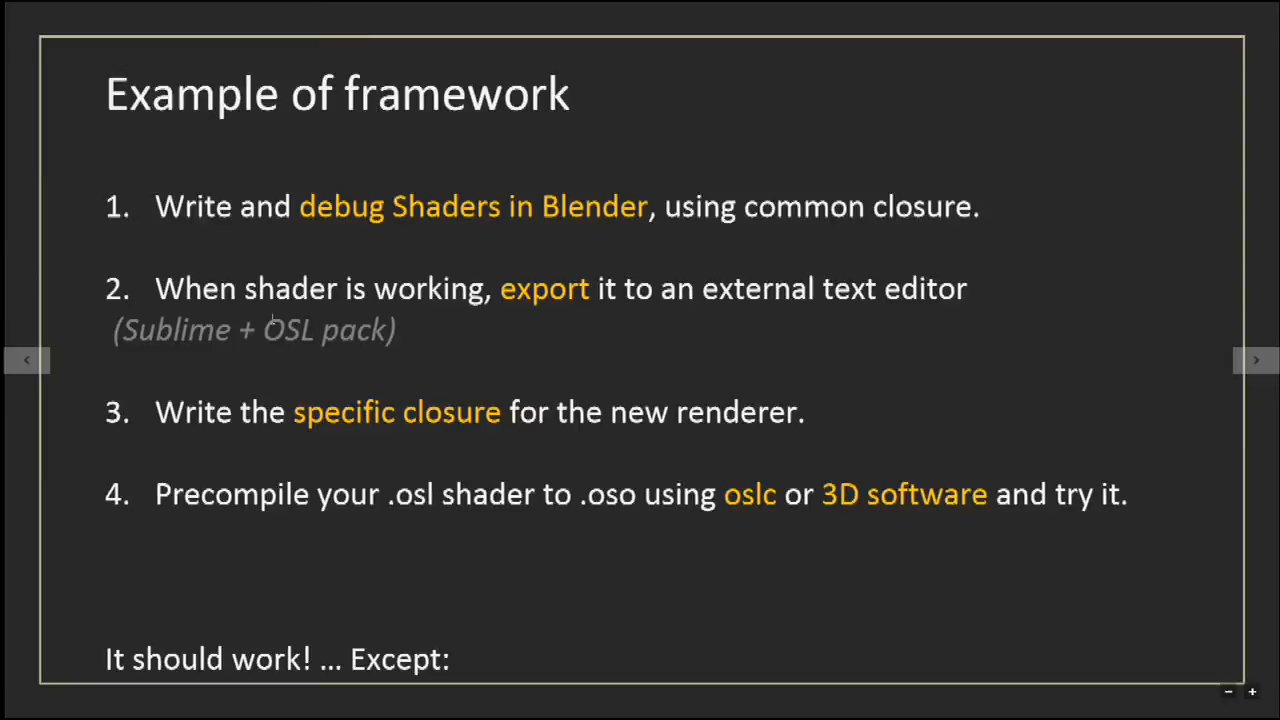 Example of framework
1. Write and debug Shaders in Blender, using common closure.
2. When shader is working, export it to an external text editor
(Sublime + OSL pack)
3. Write the specific closure for the new renderer.
4. Precompile your .osl shader to .oso using oslc or 3D software and try it.
It should work! ... Except: